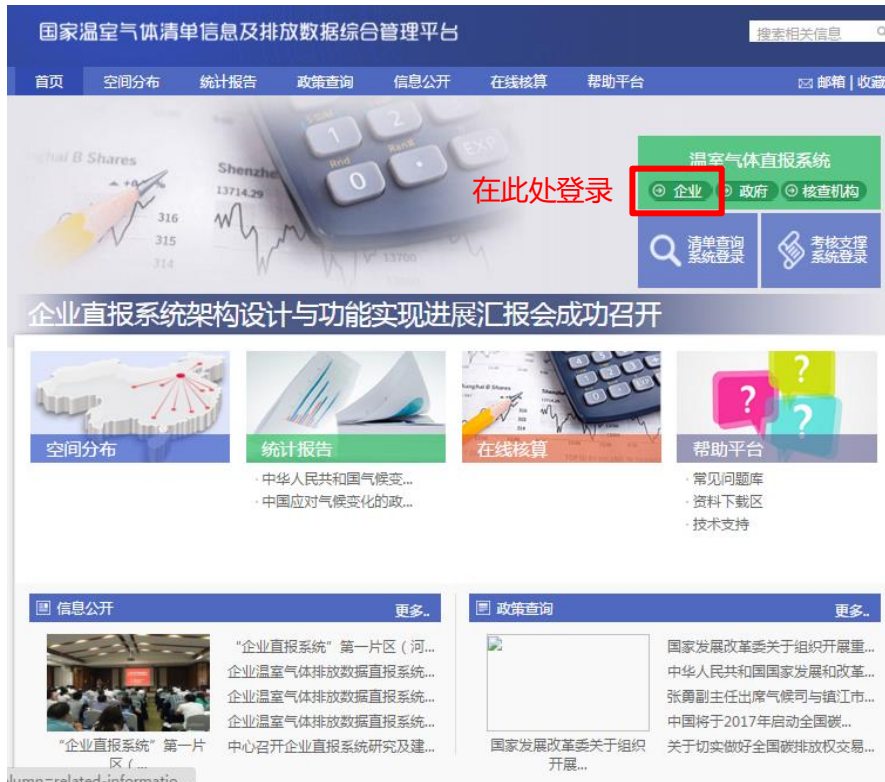 国家温室气体清单信息及排放数据综合管理平台
搜索相关信息
首页 空间分布 统计报告 政策查询 信息公开 在线核算 帮助平台 邮箱 | 收藏
hai B Shares
Shenzhe
13714.29
316
315
314
13700
Rnd
Ran#
EXP
1
2
0
在此处登录
温室气体直报系统
企业 政府 核查机构
清单查询
系统登录
考核支撑
系统登录
企业直报系统架构设计与功能实现进展汇报会成功召开
空间分布
统计报告
在线核算
帮助平台
· 中华人民共和国气候变...
· 中国应对气候变化的政...
· 常见问题库
· 资料下载区
· 技术支持
信息公开 更多..
“企业直报系统”第一片
区（...
“企业直报系统”第一片区（河...
企业温室气体排放数据直报系统...
企业温室气体排放数据直报系统...
企业温室气体排放数据直报系统...
中心召开企业直报系统研究及建...
政策查询 更多..
国家发展改革委关于组织
开展...
国家发展改革委关于组织开展重...
中华人民共和国国家发展和改革...
张勇副主任出席气候司与镇江市...
中国将于2017年启动全国碳...
关于切实做好全国碳排放权交易...